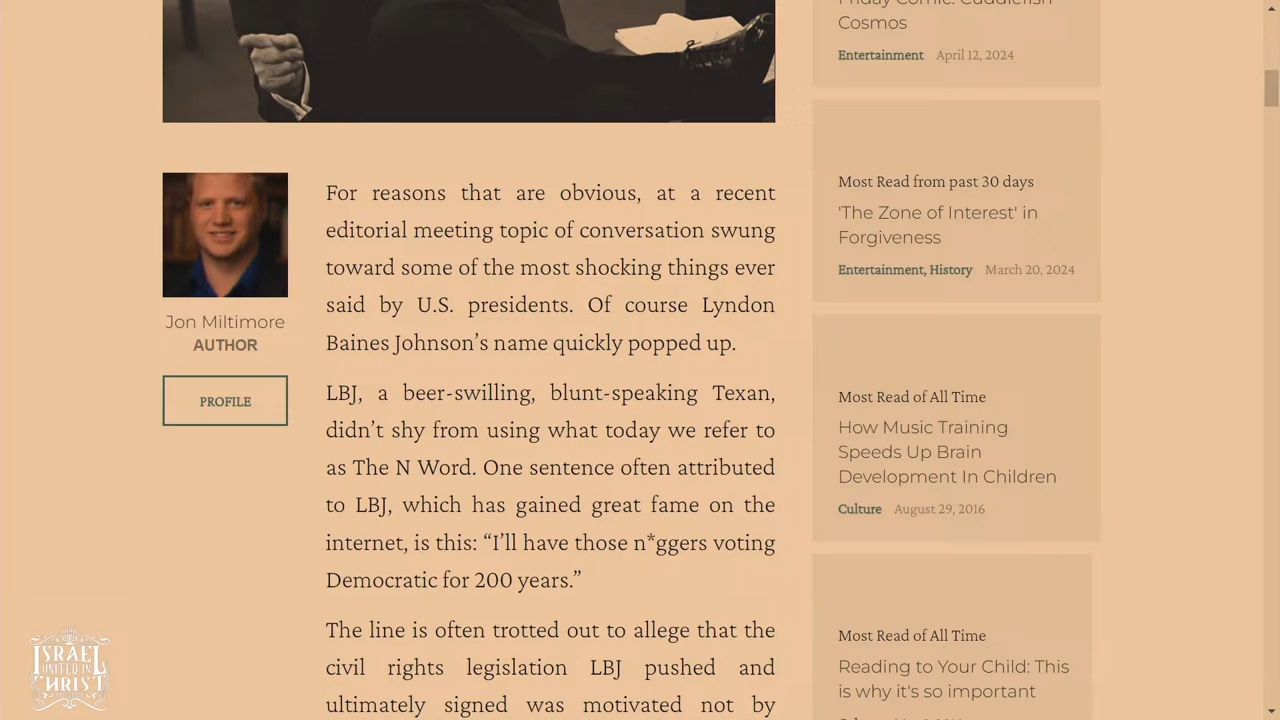 Friday Comic: Cuddlefish
Cosmos
Entertainment April 12, 2024
Most Read from past 30 days
'The Zone of Interest' in
Forgiveness
Entertainment, History March 20, 2024
Most Read of All Time
How Music Training
Speeds Up Brain
Development In Children
Culture August 29, 2016
Most Read of All Time
Reading to Your Child: This
is why it's so important
Jon Miltimore
AUTHOR
PROFILE
For reasons that are obvious, at a recent
editorial meeting topic of conversation swung
toward some of the most shocking things ever
said by U.S. presidents. Of course Lyndon
Baines Johnson’s name quickly popped up.
LBJ, a beer-swilling, blunt-speaking Texan,
didn’t shy from using what today we refer to
as The N Word. One sentence often attributed
to LBJ, which has gained great fame on the
internet, is this: “I’ll have those n*ggers voting
Democratic for 200 years.”
The line is often trotted out to allege that the
civil rights legislation LBJ pushed and
ultimately signed was motivated not by
ISRAEL
UNITED IN
CHRIST